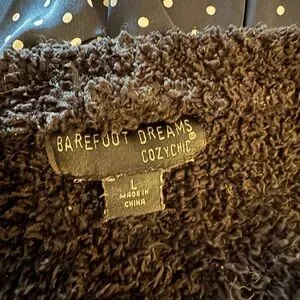 BAREFOOT DREAMS
COZYCHIC®
L
MADE IN
CHINA